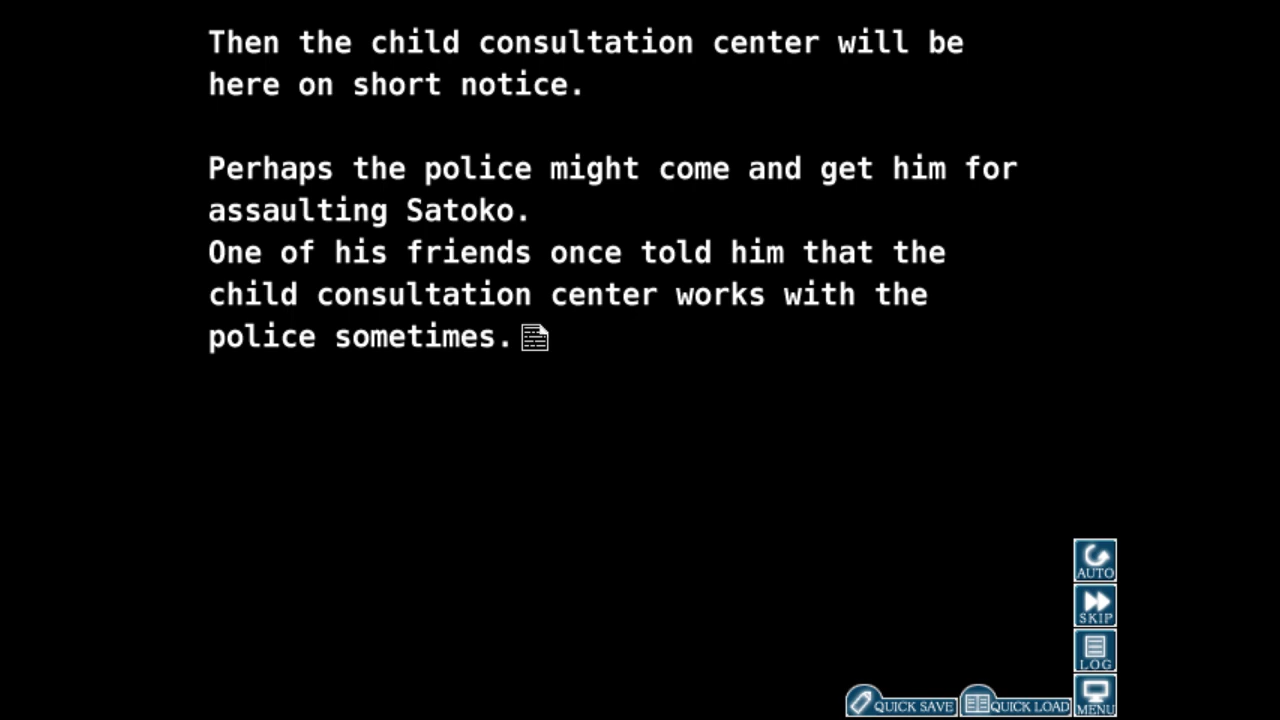 Then the child consultation center will be
here on short notice.
Perhaps the police might come and get him for
assaulting Satoko.
One of his friends once told him that the
child consultation center works with the
police sometimes.
AUTO
SKIP
LOG
MENU
QUICK SAVE
QUICK LOAD